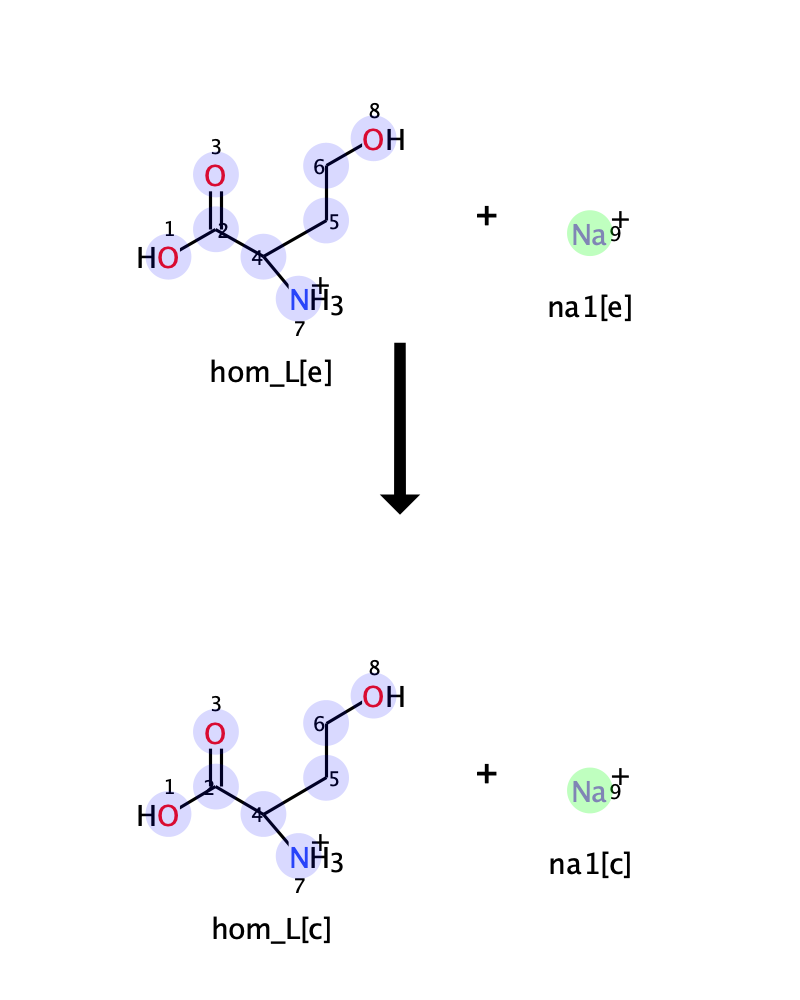 8
OH
3
6
O
5
1
2
+
Na
+
9
HO
4
+
NH3
na1[e]
7
hom_L[e]
8
OH
3
6
O
5
1
2
+
Na
+
9
HO
4
+
NH3
na1[c]
7
hom_L[c]